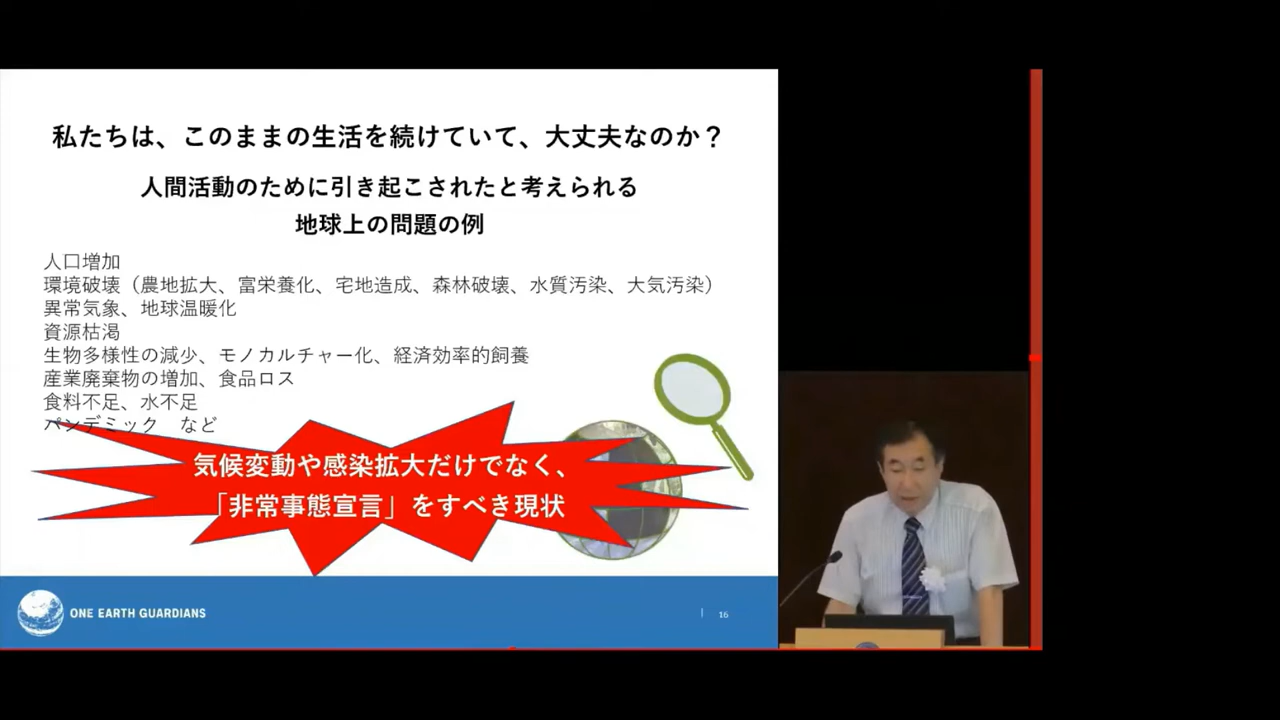 私たちは、このままの生活を続けていて、大丈夫なのか？
人間活動のために引き起こされたと考えられる
地球上の問題の例
人口増加
環境破壊（農地拡大、富栄養化、宅地造成、森林破壊、水質汚染、大気汚染）
異常気象、地球温暖化
資源枯渇
生物多様性の減少、モノカルチャー化、経済効率的飼養
産業廃棄物の増加、食品ロス
食料不足、水不足
パンデミック　など
気候変動や感染拡大だけでなく、
「非常事態宣言」をすべき現状
ONE EARTH GUARDIANS
16